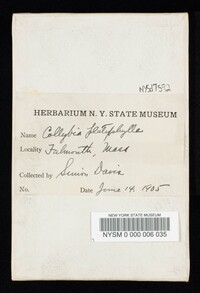 NYSf7592
HERBARIUM N. Y. STATE MUSEUM
Name Collybia platyphylla
Locality Falmouth, Mass
Collected by Simon Davis
No. Date June 14 1905
NEW YORK STATE MUSEUM
NYSM 0 000 006 035